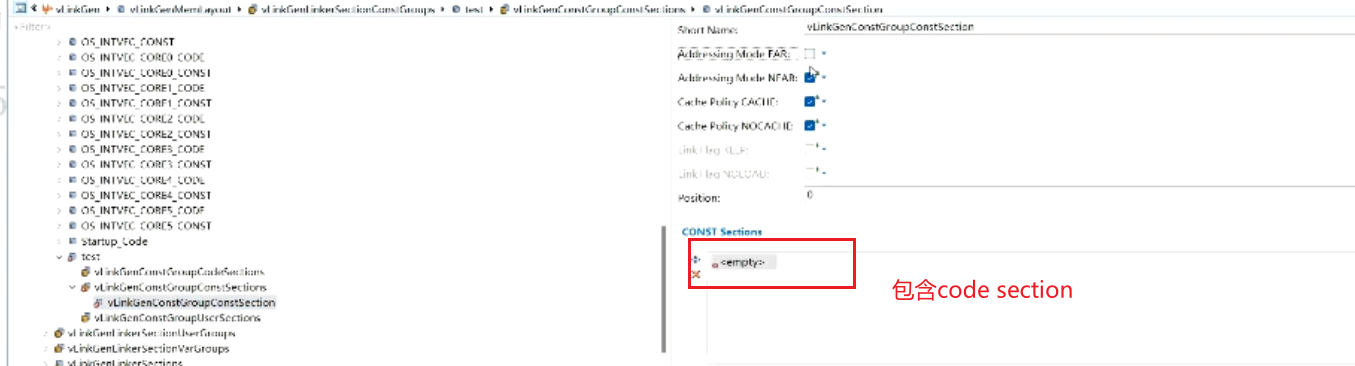 vLinkGen › vLinkGenMemLayout › vLinkGenLinkerSectionConstGroups › test › vLinkGenConstGroupConstSections › vLinkGenConstGroupConstSection
<Filter>
OS_INTVEC_CONST
OS_INTVEC_CORE0_CODE
OS_INTVEC_CORE0_CONST
OS_INTVEC_CORE1_CODE
OS_INTVEC_CORE1_CONST
OS_INTVEC_CORE2_CODE
OS_INTVEC_CORE2_CONST
OS_INTVEC_CORE3_CODE
OS_INTVEC_CORE3_CONST
OS_INTVEC_CORE4_CODE
OS_INTVEC_CORE4_CONST
OS_INTVEC_CORE5_CODE
OS_INTVEC_CORE5_CONST
Startup_Code
test
vLinkGenConstGroupCodeSections
vLinkGenConstGroupConstSections
vLinkGenConstGroupConstSection
vLinkGenConstGroupUserSections
vLinkGenLinkerSectionUserGroups
vLinkGenLinkerSectionVarGroups
vLinkGenLinkerSections
Short Name: vLinkGenConstGroupConstSection
Addressing Mode FAR:
Addressing Mode NEAR:
Cache Policy CACHE:
Cache Policy NOCACHE:
Link Flag KEEP:
Link Flag NOLOAD:
Position: 0
CONST Sections
<empty>
包含code section